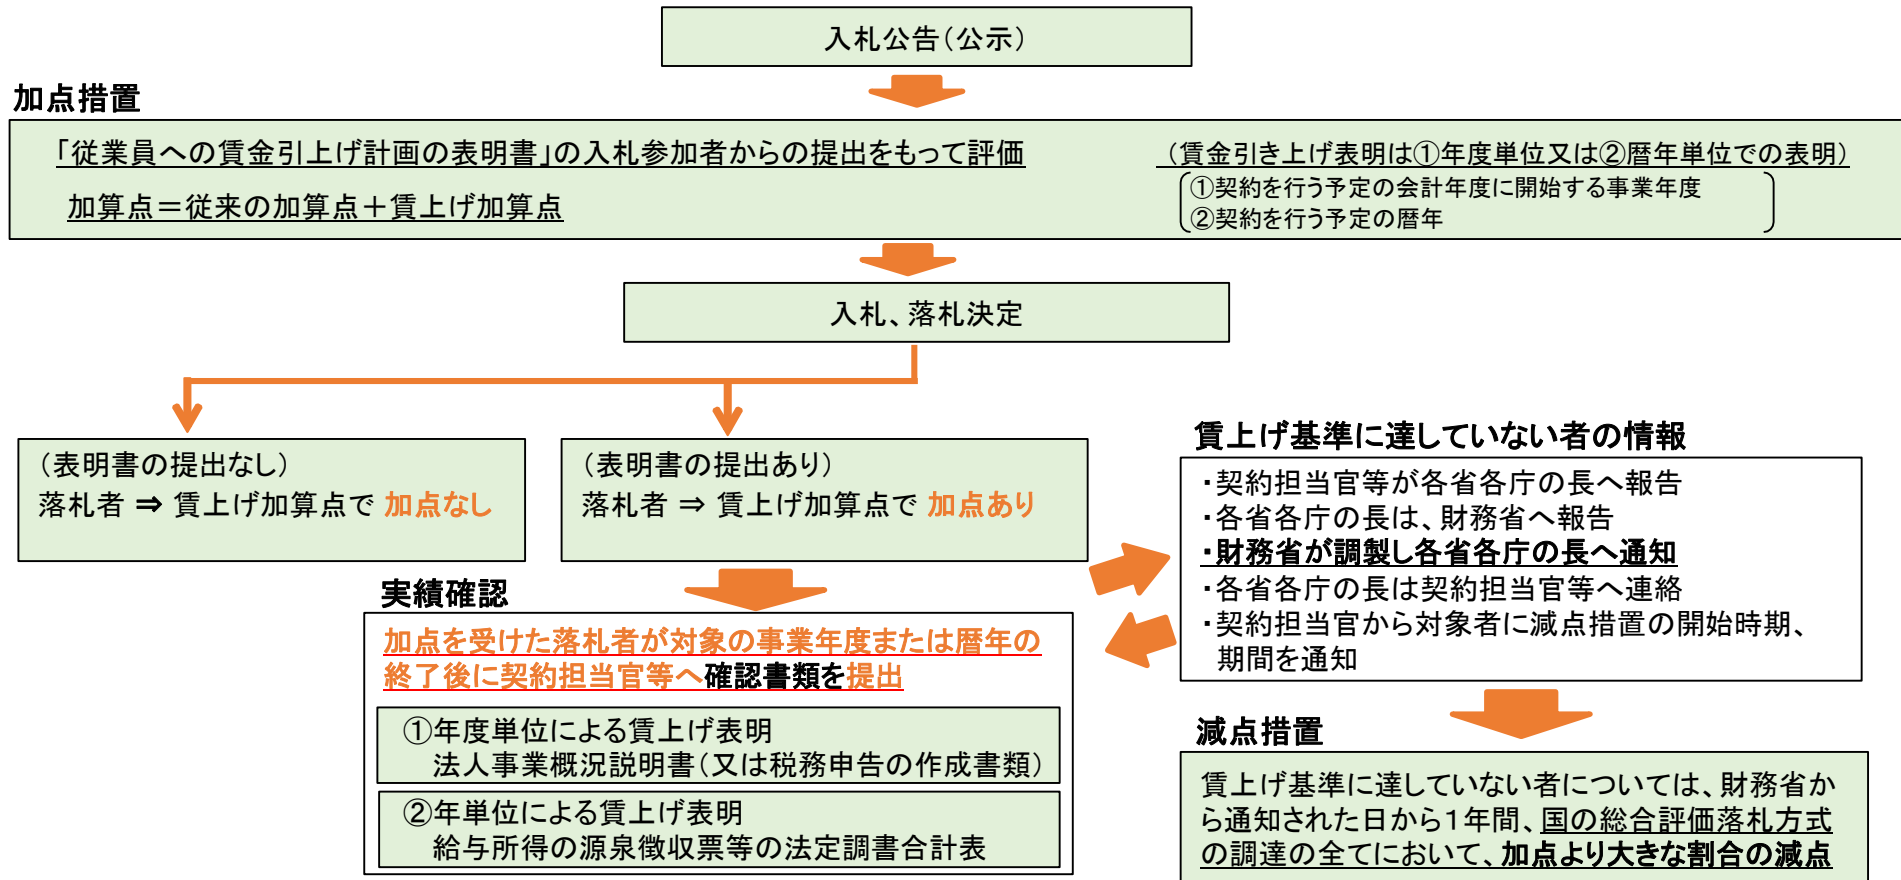 入札公告(公示)
加点措置
「従業員への賃金引上げ計画の表明書」の入札参加者からの提出をもって評価
(賃金引き上げ表明は①年度単位又は②暦年単位での表明)
①契約を行う予定の会計年度に開始する事業年度
②契約を行う予定の暦年
加算点=従来の加算点+賃上げ加算点
入札、落札決定
(表明書の提出なし)
落札者 ⇒ 賃上げ加算点で 加点なし
(表明書の提出あり)
落札者 ⇒ 賃上げ加算点で 加点あり
実績確認
加点を受けた落札者が対象の事業年度または暦年の
終了後に契約担当官等へ確認書類を提出
①年度単位による賃上げ表明
法人事業概況説明書(又は税務申告の作成書類)
②年単位による賃上げ表明
給与所得の源泉徴収票等の法定調書合計表
賃上げ基準に達していない者の情報
・契約担当官等が各省各庁の長へ報告
・各省各庁の長は、財務省へ報告
・財務省が調製し各省各庁の長へ通知
・各省各庁の長は契約担当官等へ連絡
・契約担当官から対象者に減点措置の開始時期、
期間を通知
減点措置
賃上げ基準に達していない者については、財務省か
ら通知された日から1年間、国の総合評価落札方式
の調達の全てにおいて、加点より大きな割合の減点